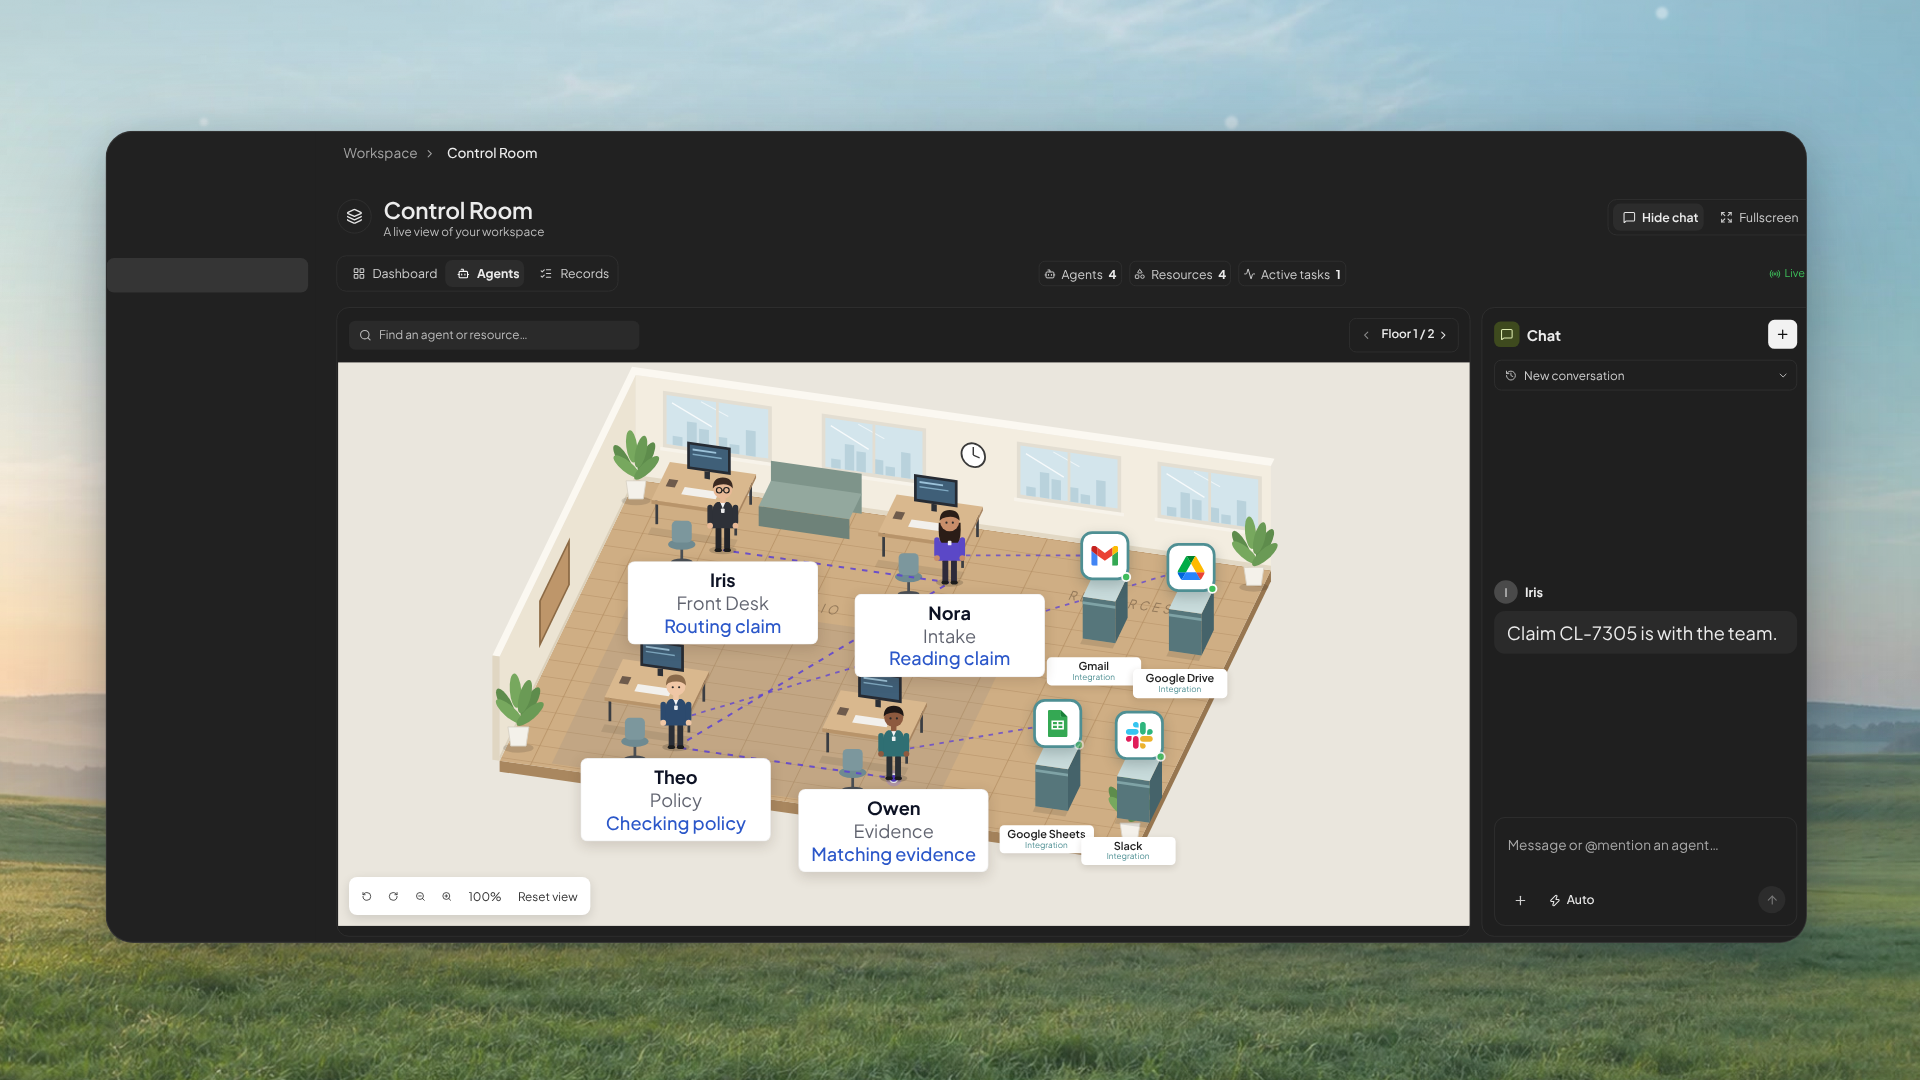 Workspace > Control Room
Control Room
A live view of your workspace
Hide chat
Fullscreen
Dashboard
Agents
Records
Agents 4
Resources 4
Active tasks 1
Live
Find an agent or resource...
Floor 1 / 2
Iris
Front Desk
Routing claim
Nora
Intake
Reading claim
Gmail
Integration
Google Drive
Integration
Theo
Policy
Checking policy
Owen
Evidence
Matching evidence
Google Sheets
Integration
Slack
Integration
100%
Reset view
Chat
New conversation
I
Iris
Claim CL-7305 is with the team.
Message or @mention an agent...
Auto